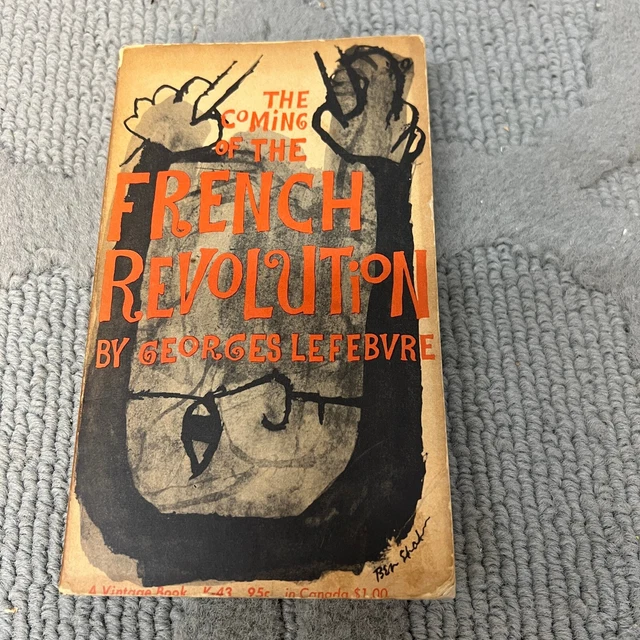 THE
COMiNG
OF THE
FRENCH
REVOLUTiON
BY GEORGES LEFEBVRE
Ben Shahn
A Vintage Book K-43 95c in Canada $1.00